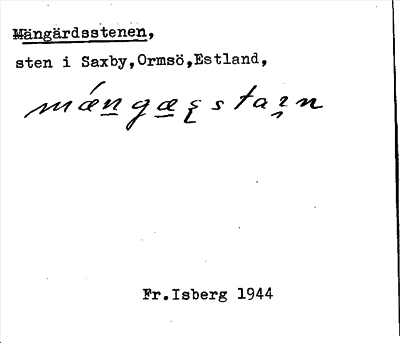 Mängärdsstenen,
sten i Saxby,Ormsö,Estland,
Fr.Isberg 1944